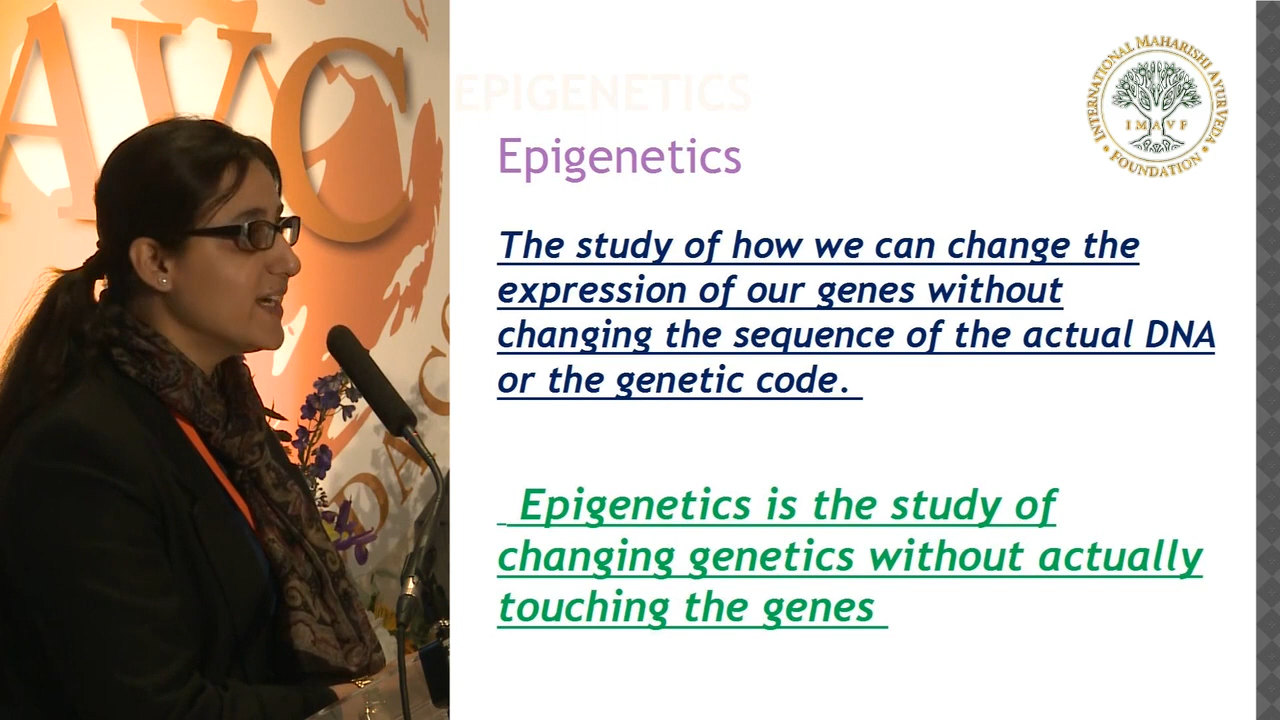 AVC
EPIGENETICS
Epigenetics
The study of how we can change the
expression of our genes without
changing the sequence of the actual DNA
or the genetic code.
Epigenetics is the study of
changing genetics without actually
touching the genes
INTERNATIONAL MAHARISHI AYURVEDA
IMAVF
• FOUNDATION •